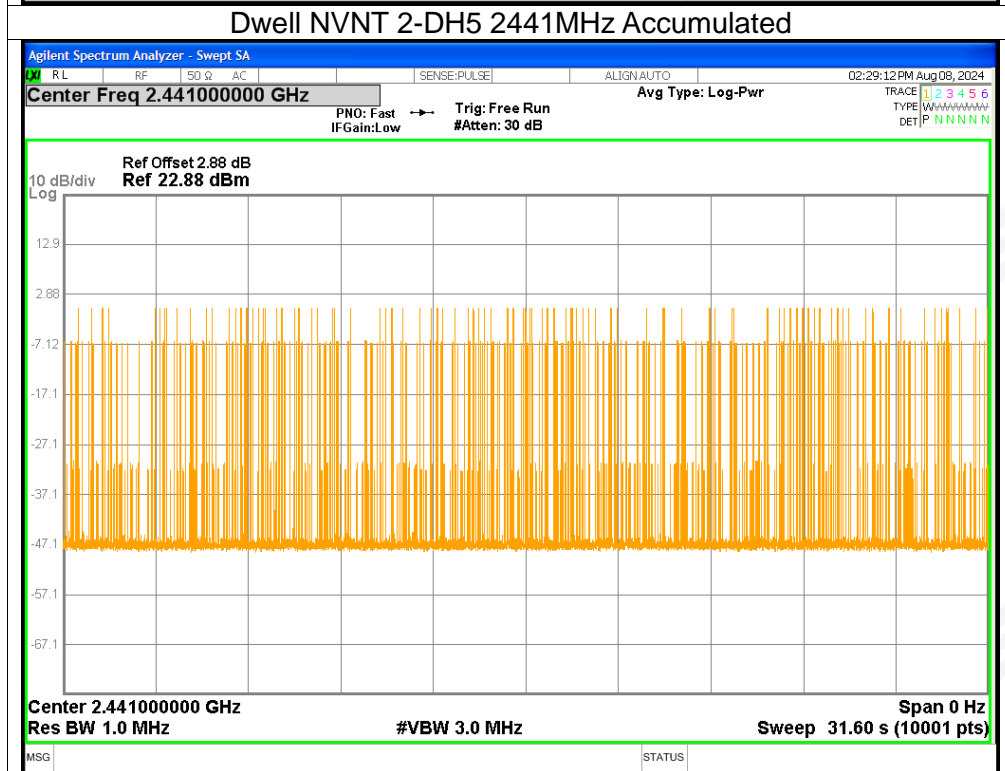 Dwell NVNT 2-DH5 2441MHz Accumulated
Agilent Spectrum Analyzer - Swept SA
LXI RL RF 50 Ω AC SENSE:PULSE ALIGN AUTO 02:29:12 PM Aug 08, 2024
Center Freq 2.441000000 GHz
PNO: Fast
IFGain:Low
Trig: Free Run
#Atten: 30 dB
Avg Type: Log-Pwr
TRACE 1 2 3 4 5 6
TYPE WWWWWW
DET P N N N N N
Ref Offset 2.88 dB
10 dB/div Ref 22.88 dBm
Log
12.9
2.88
-7.12
-17.1
-27.1
-37.1
-47.1
-57.1
-67.1
Center 2.441000000 GHz Span 0 Hz
Res BW 1.0 MHz #VBW 3.0 MHz Sweep 31.60 s (10001 pts)
MSG STATUS